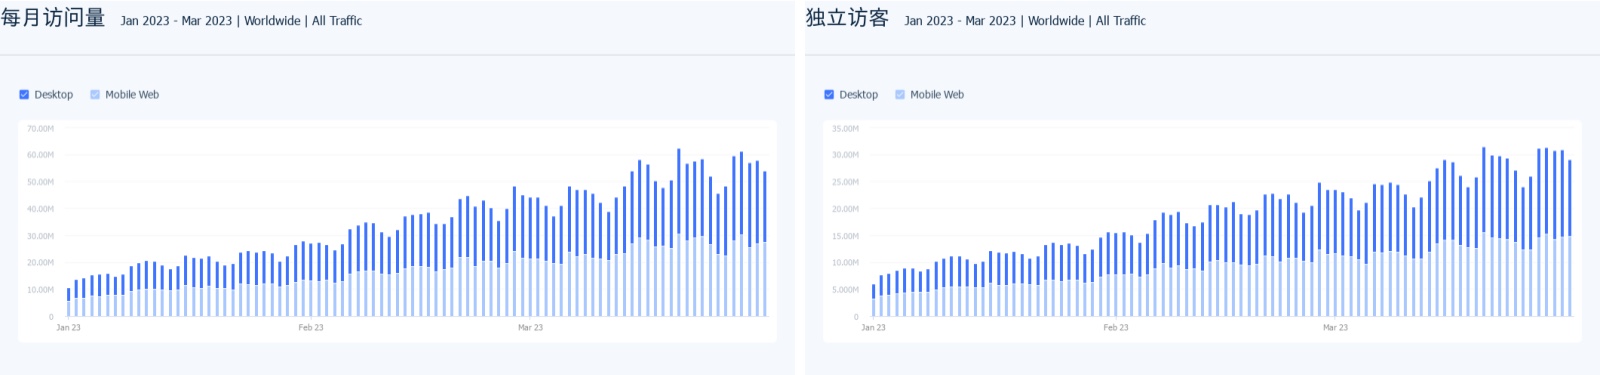 每月访问量 Jan 2023 - Mar 2023 | Worldwide | All Traffic
Desktop Mobile Web
70.00M
60.00M
50.00M
40.00M
30.00M
20.00M
10.00M
0
Jan 23 Feb 23 Mar 23
独立访客 Jan 2023 - Mar 2023 | Worldwide | All Traffic
Desktop Mobile Web
35.00M
30.00M
25.00M
20.00M
15.00M
10.00M
5.000M
0
Jan 23 Feb 23 Mar 23